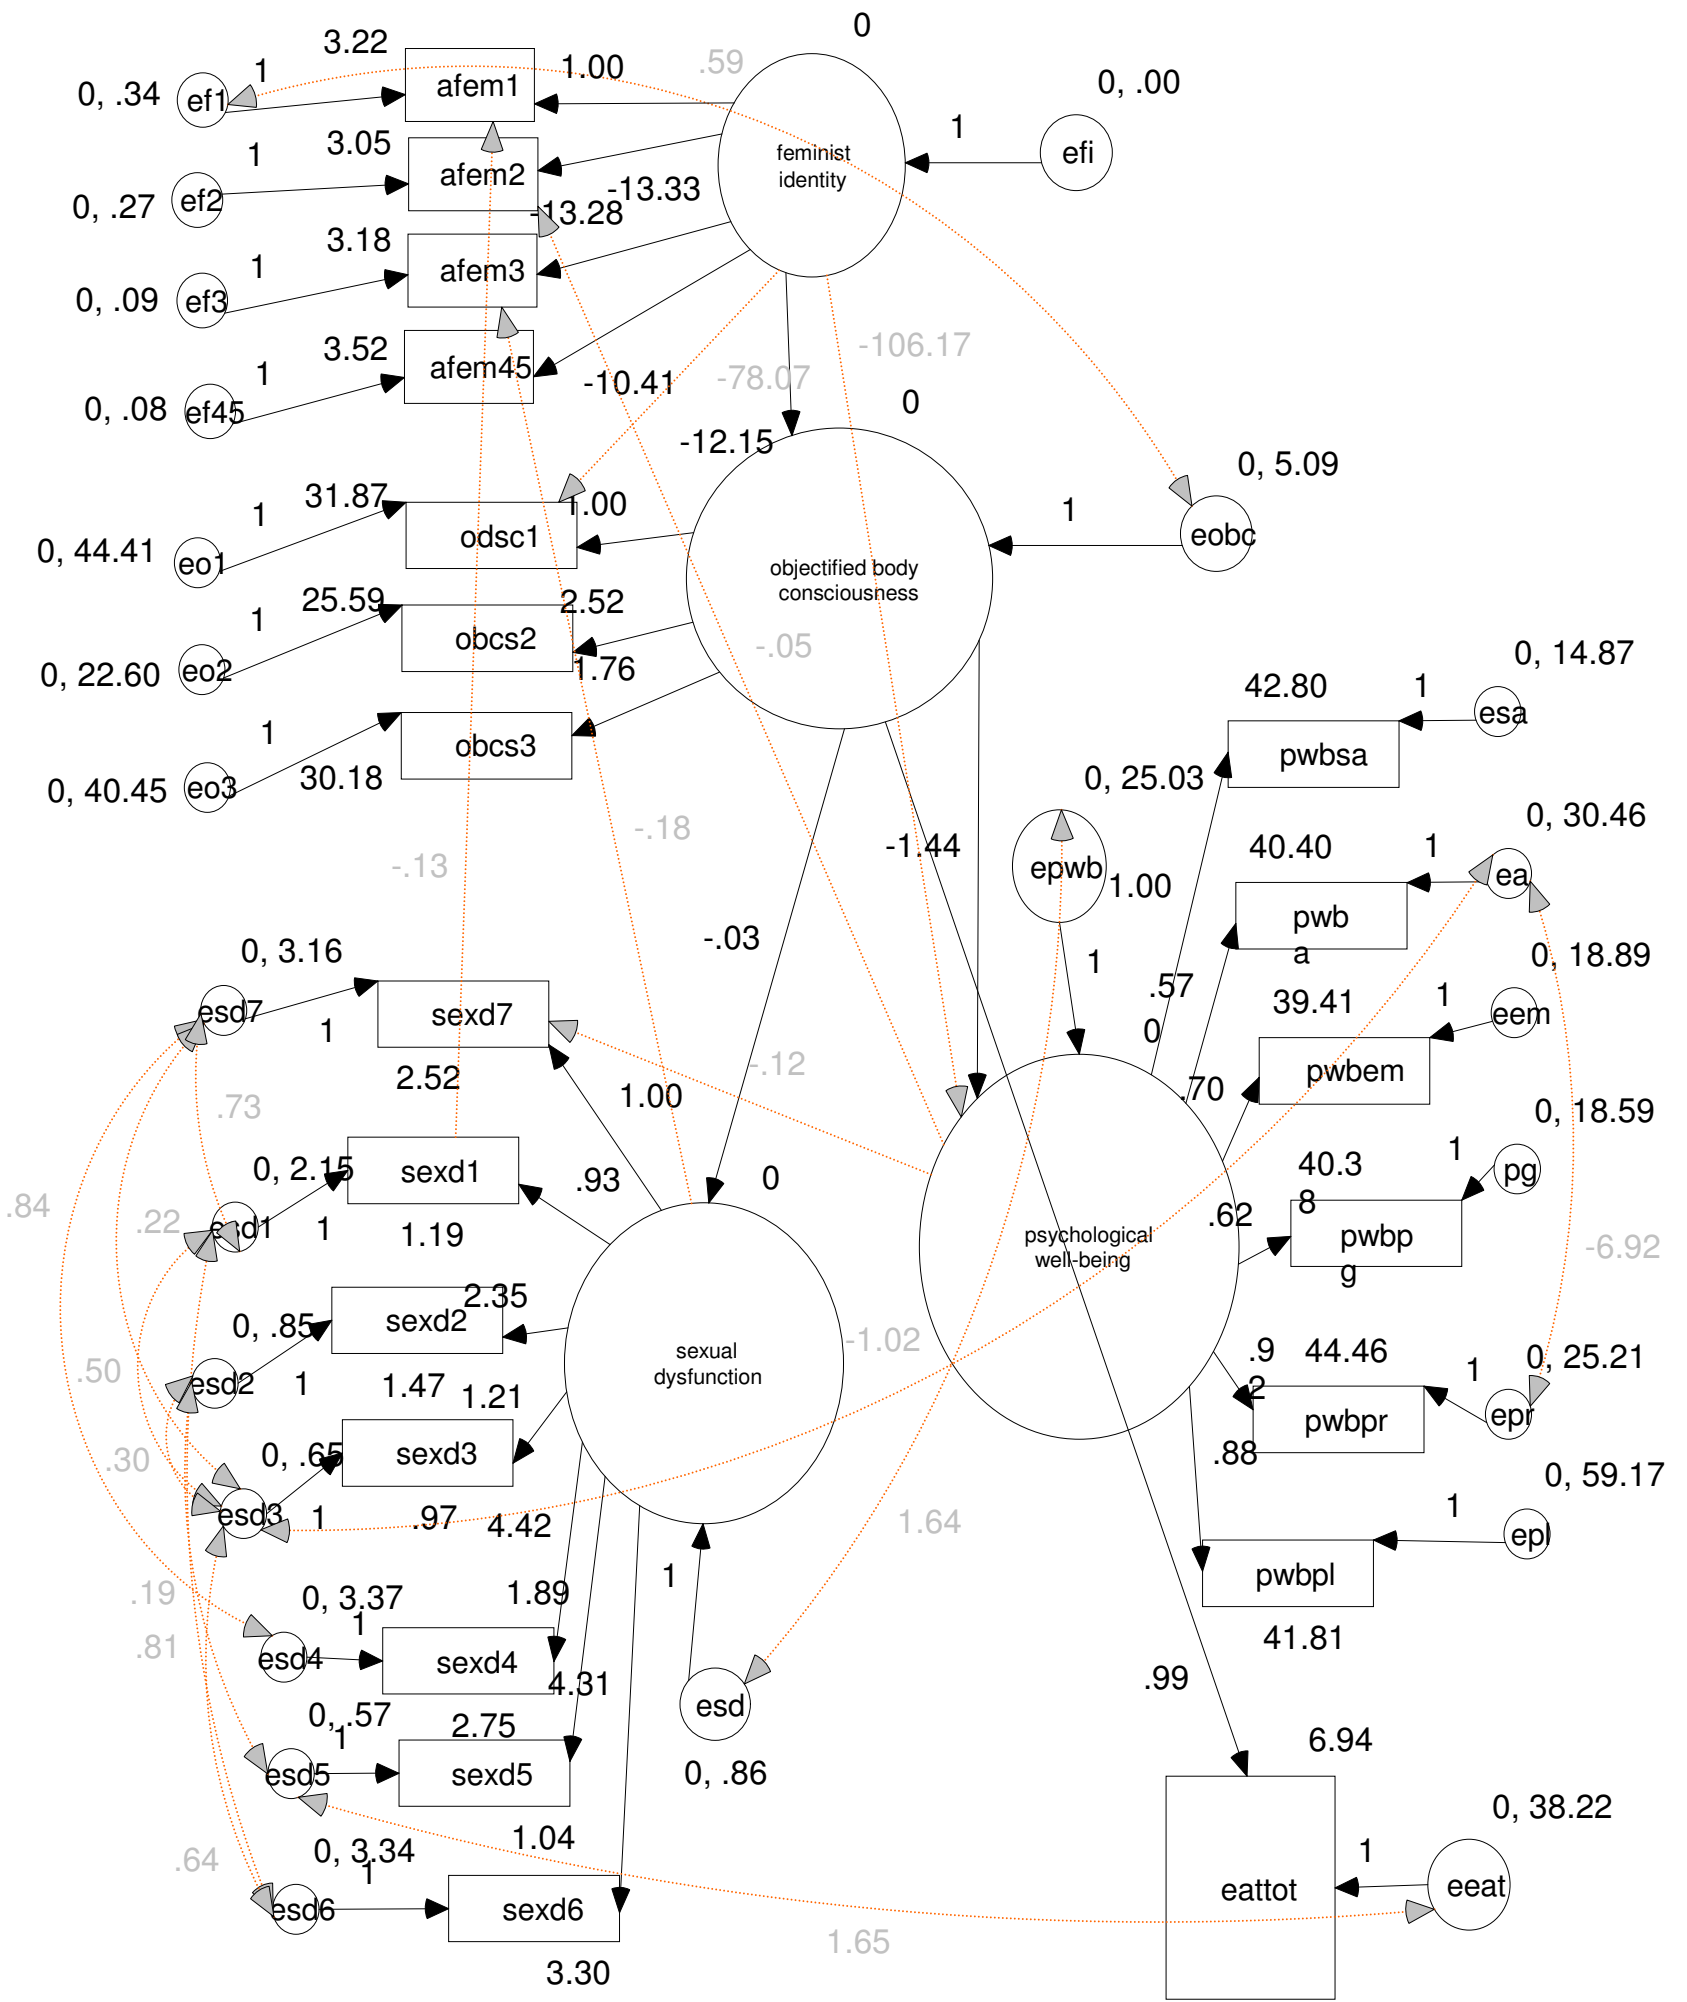 0
3.22
.59
1
1.00
0, .34
ef1
afem1
0, .00
1
efi
3.05
1
feminist
identity
afem2
0, .27
ef2
-13.33
-13.28
3.18
1
afem3
0, .09
ef3
3.52
-106.17
1
afem45
-10.41
-78.07
0
0, .08
ef45
-12.15
0, 5.09
31.87
1.00
1
1
odsc1
eobc
0, 44.41
eo1
objectified body
consciousness
25.59
2.52
1
obcs2
-.05
0, 14.87
0, 22.60
eo2
1.76
42.80
1
esa
1
obcs3
pwbsa
30.18
0, 25.03
0, 40.45
eo3
-.18
0, 30.46
-1.44
40.40
1
-.13
epwb
1.00
ea
pwb
a
-.03
0, 3.16
1
0, 18.89
.57
39.41
1
esd7
sexd7
0
eem
1
-.12
pwbem
2.52
1.00
.70
.73
0, 18.59
40.3
8
1
0, 2.15
sexd1
.93
0
pg
.84
.22
esd1
1
1.19
.62
pwbp
g
psychological
well-being
-6.92
2.35
0, .85
sexd2
-1.02
sexual
dysfunction
.9
2
44.46
1
0, 25.21
.50
esd2
1
1.47
1.21
pwbpr
epr
.30
0, .65
sexd3
.88
0, 59.17
esd3
1
.97
4.42
1.64
1
epl
.19
0, 3.37
1
1.89
1
pwbpl
.81
esd4
sexd4
4.31
41.81
.99
esd
0, .57
1
2.75
6.94
esd5
sexd5
0, .86
0, 38.22
.64
0, 3.34
1
1.04
1
esd6
sexd6
eattot
eeat
1.65
3.30